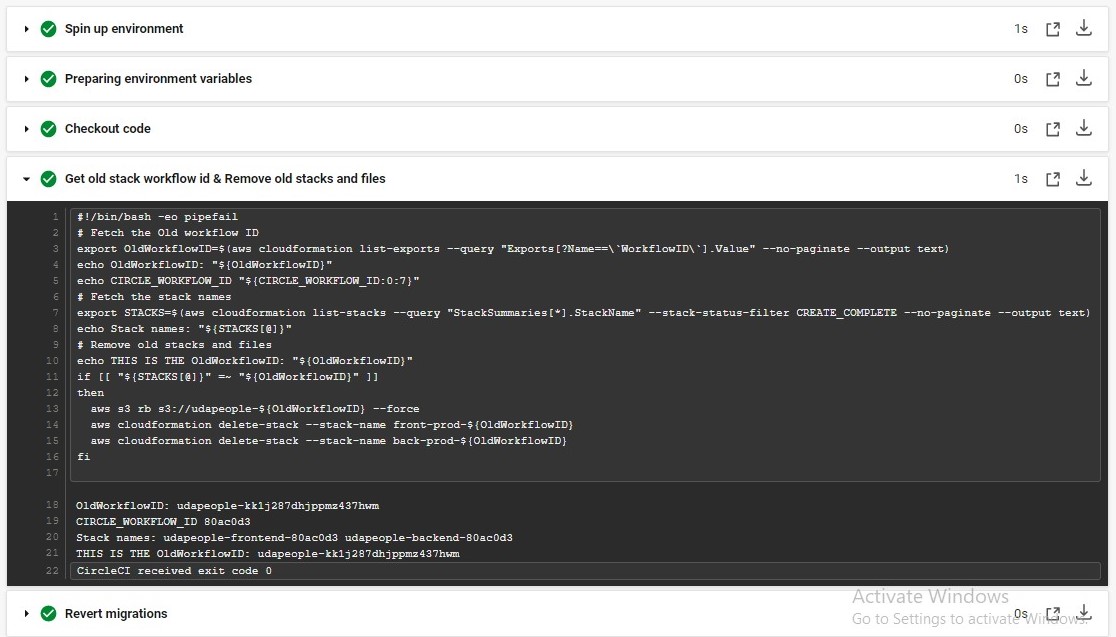 Spin up environment 1s
Preparing environment variables 0s
Checkout code 0s
Get old stack workflow id & Remove old stacks and files 1s
1 #!/bin/bash -eo pipefail
2 # Fetch the Old workflow ID
3 export OldWorkflowID=$(aws cloudformation list-exports --query "Exports[?Name==\`WorkflowID\`].Value" --no-paginate --output text)
4 echo OldWorkflowID: "${OldWorkflowID}"
5 echo CIRCLE_WORKFLOW_ID "${CIRCLE_WORKFLOW_ID:0:7}"
6 # Fetch the stack names
7 export STACKS=$(aws cloudformation list-stacks --query "StackSummaries[*].StackName" --stack-status-filter CREATE_COMPLETE --no-paginate --output text)
8 echo Stack names: "${STACKS[@]}"
9 # Remove old stacks and files
10 echo THIS IS THE OldWorkflowID: "${OldWorkflowID}"
11 if [[ "${STACKS[@]}" =~ "${OldWorkflowID}" ]]
12 then
13   aws s3 rb s3://udapeople-${OldWorkflowID} --force
14   aws cloudformation delete-stack --stack-name front-prod-${OldWorkflowID}
15   aws cloudformation delete-stack --stack-name back-prod-${OldWorkflowID}
16 fi
17
18 OldWorkflowID: udapeople-kk1j287dhjppmz437hwm
19 CIRCLE_WORKFLOW_ID 80ac0d3
20 Stack names: udapeople-frontend-80ac0d3 udapeople-backend-80ac0d3
21 THIS IS THE OldWorkflowID: udapeople-kk1j287dhjppmz437hwm
22 CircleCI received exit code 0
Activate Windows
Revert migrations 0s
Go to Settings to activate Windows.